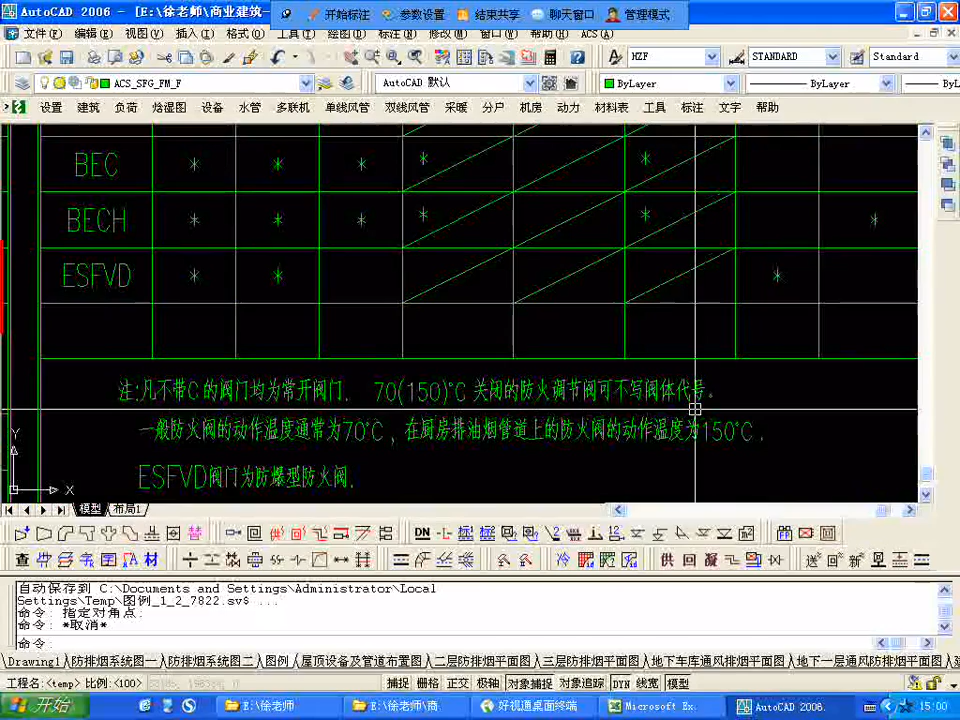 AutoCAD 2006 - [E:\徐老师\商业建筑-
开始标注 参数设置 结束共享 聊天窗口 管理模式
文件(F) 编辑(E) 视图(V) 插入(I) 格式(O) 工具(T) 绘图(D) 标注(N) 修改(M) 窗口(W) 帮助(H) ACS(A)
HZF STANDARD Standard
ACS_SFG_FM_F AutoCAD 默认 ByLayer ByLayer ByL
设置 建筑 负荷 焓湿图 设备 水管 多联机 单线风管 双线风管 采暖 分户 机房 动力 材料表 工具 标注 文字 帮助
BEC * * * * *
BECH * * * * * *
ESFVD * * *
注:凡不带C的阀门均为常开阀门. 70(150)°C关闭的防火调节阀可不写阀体代号。
一般防火阀的动作温度通常为70°C, 在厨房排油烟管道上的防火阀的动作温度为150°C.
ESFVD阀门为防爆型防火阀.
Y
X
模型 布局1
DN
查 字 材
供 回 凝 送 回 新
自动保存到 C:\Documents and Settings\Administrator\Local
Settings\Temp\图例_1_2_7822.sv$ ...
命令: 指定对角点:
命令: *取消*
命令:
Drawing1 防排烟系统图一 防排烟系统图二 图例 屋顶设备及管道布置图 二层防排烟平面图 三层防排烟平面图 地下车库通风排烟平面图 地下一层通风防排烟平面图
工程名:<temp> 比例:<100> 捕捉 栅格 正交 极轴 对象捕捉 对象追踪 DYN 线宽 模型
开始 E:\徐老师 E:\徐老师\商... 好视通桌面终端 Microsoft Ex... AutoCAD 2006... 15:00